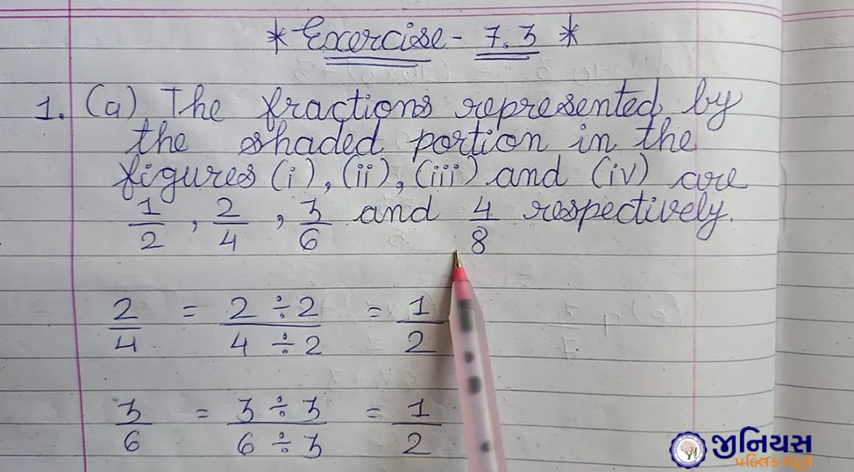 * Exercise - 7.3 *
1. (a) The fractions represented by
the shaded portion in the
figures (i), (ii), (iii) and (iv) are
1/2, 2/4, 3/6 and 4/8 respectively.
2/4 = 2÷2/4÷2 = 1/2
3/6 = 3÷3/6÷3 = 1/2
જીનિયસ
પબ્લિક સ્કૂલ